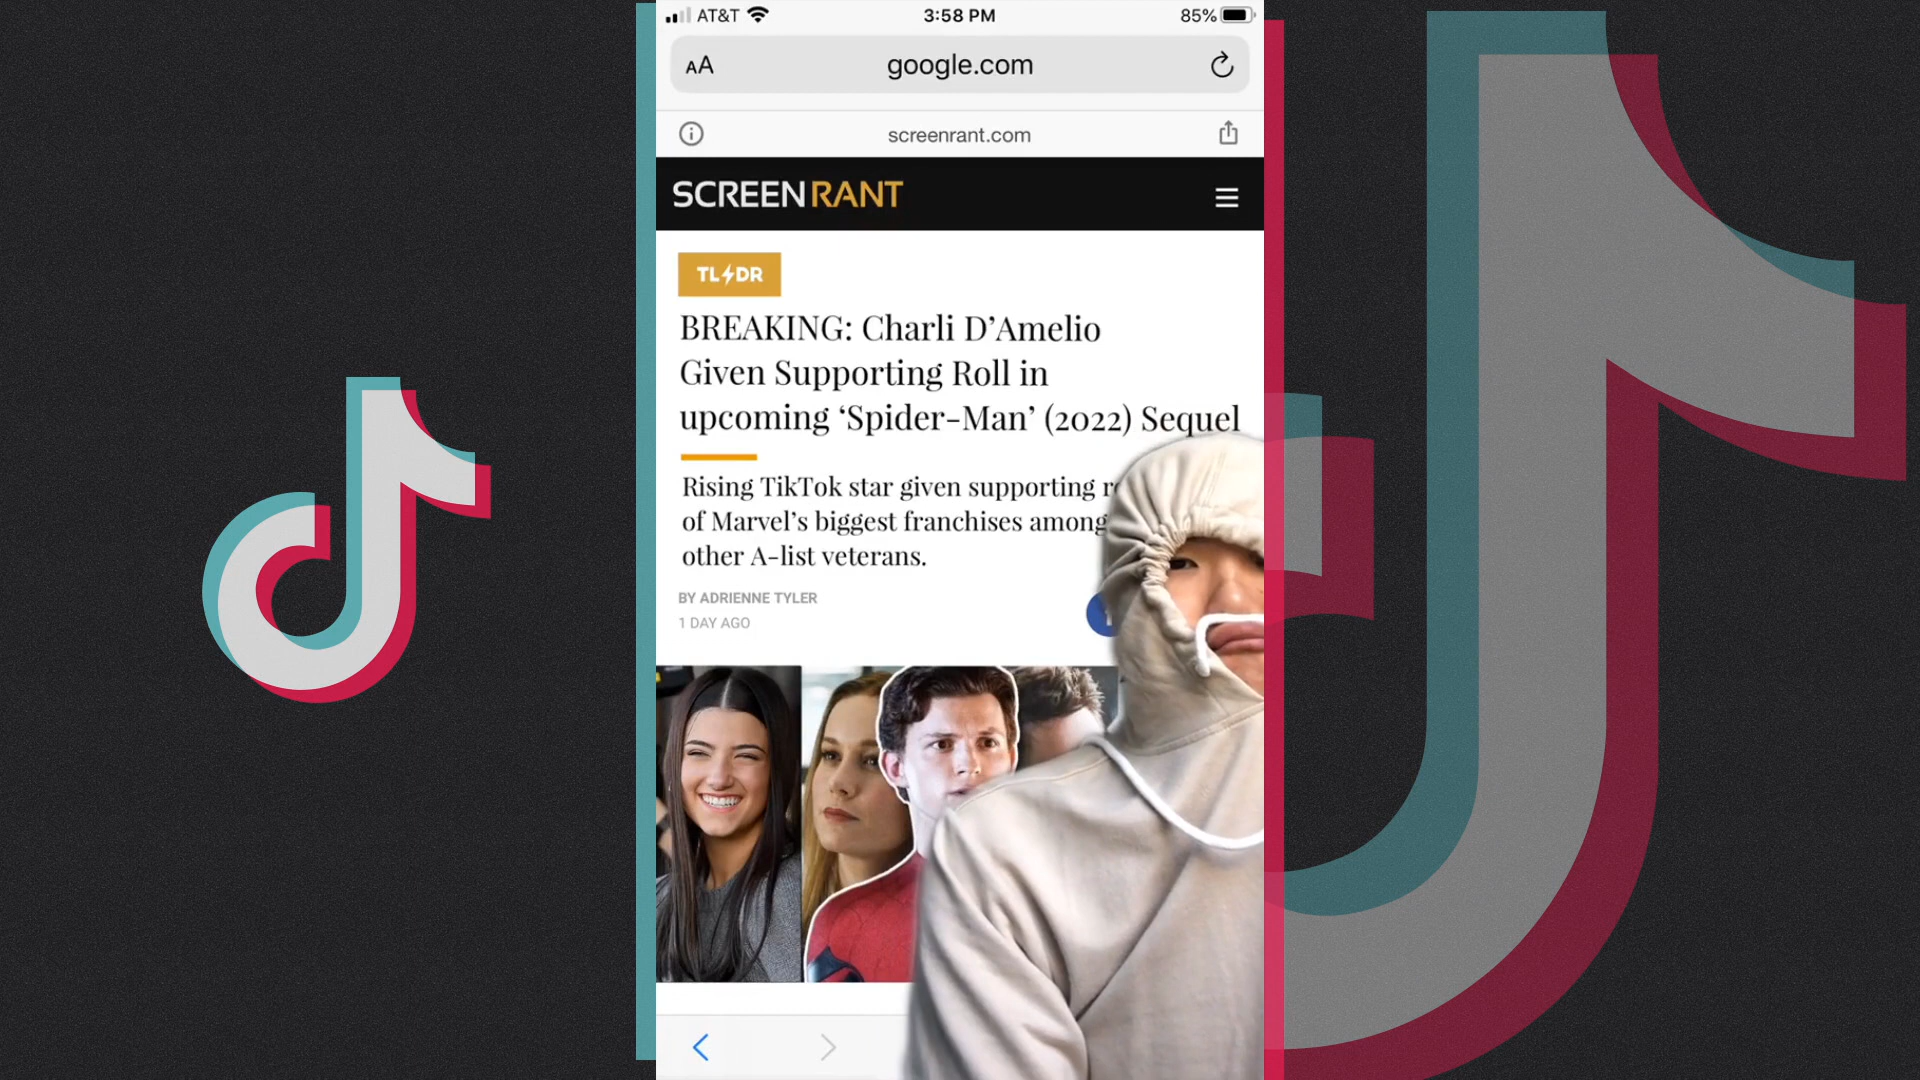 AT&T 3:58 PM 85%
AA google.com
screenrant.com
SCREENRANT
TL DR
BREAKING: Charli D’Amelio
Given Supporting Roll in
upcoming ‘Spider-Man’ (2022) Sequel
Rising TikTok star given supporting
of Marvel’s biggest franchises among
other A-list veterans.
BY ADRIENNE TYLER
1 DAY AGO